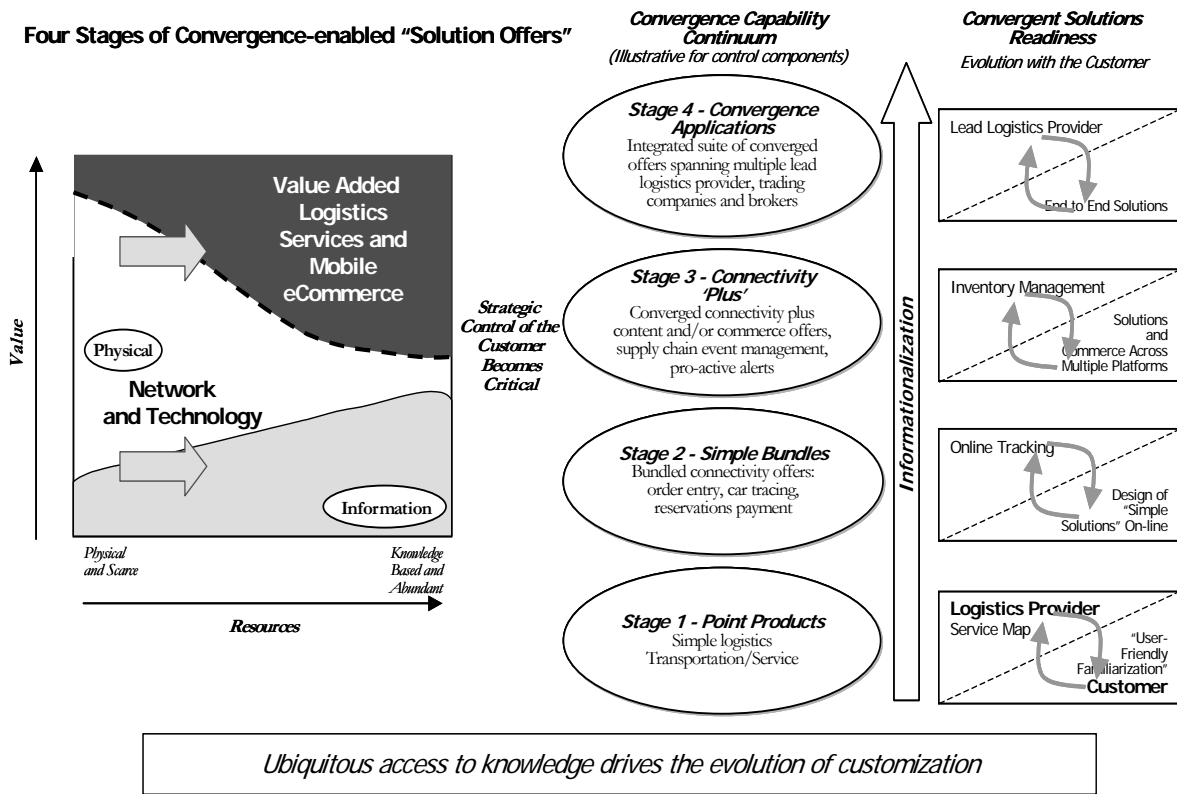 Four Stages of Convergence-enabled “Solution Offers”
Value
Value Added
Logistics
Services and
Mobile
eCommerce
Physical
Network
and Technology
Information
Physical
and Scarce
Knowledge
Based and
Abundant
Resources
Strategic
Control of the
Customer
Becomes
Critical
Convergence Capability
Continuum
(Illustrative for control components)
Stage 4 - Convergence
Applications
Integrated suite of converged
offers spanning multiple lead
logistics provider, trading
companies and brokers
Stage 3 - Connectivity
‘Plus’
Converged connectivity plus
content and/or commerce offers,
supply chain event management,
pro-active alerts
Stage 2 - Simple Bundles
Bundled connectivity offers:
order entry, car tracing,
reservations payment
Stage 1 - Point Products
Simple logistics
Transportation/Service
Informationalization
Convergent Solutions
Readiness
Evolution with the Customer
Lead Logistics Provider
End to End Solutions
Inventory Management
Solutions
and
Commerce Across
Multiple Platforms
Online Tracking
Design of
“Simple
Solutions” On-line
Logistics Provider
Service Map
“User-
Friendly
Familiarization”
Customer
Ubiquitous access to knowledge drives the evolution of customization